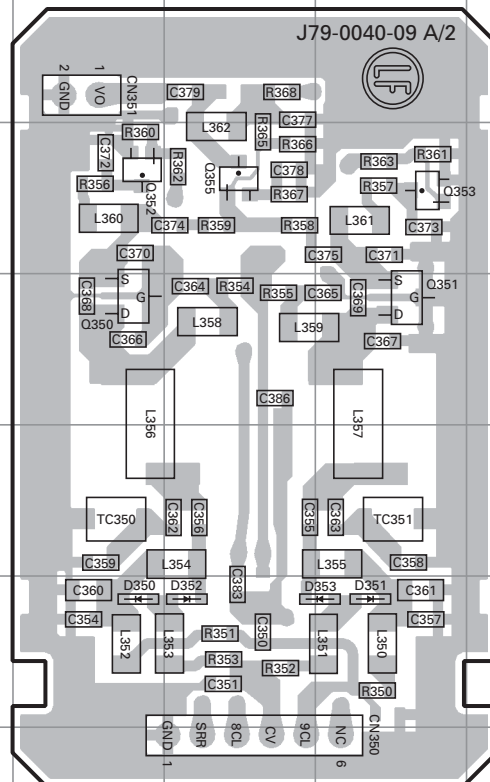 J79-0040-09 A/2
LF
2 1
GND VO
CN351
C379 R368
L362 C377
R360 R365 R366
C372 R362 Q355 C378 R363 R361
R356 Q352 R367 R357 Q353
L360 C374 R359 R358 L361 C373
C370 C375 C371
S G D S G D
C368 C364 R354 R355 C365 C369 Q351
Q350 L358 L359
C366 C367
C386
L356 L357
TC350 C362 C356 C355 C363 TC351
C359 L354 L355 C358
C360 D350 D352 C383 D353 D351 C361
C354 C357
L352 L353 R351 C350 L351 L350
R353 R352
C351 R350
GND SRR 8CL CV 9CL NC CN350
1 6